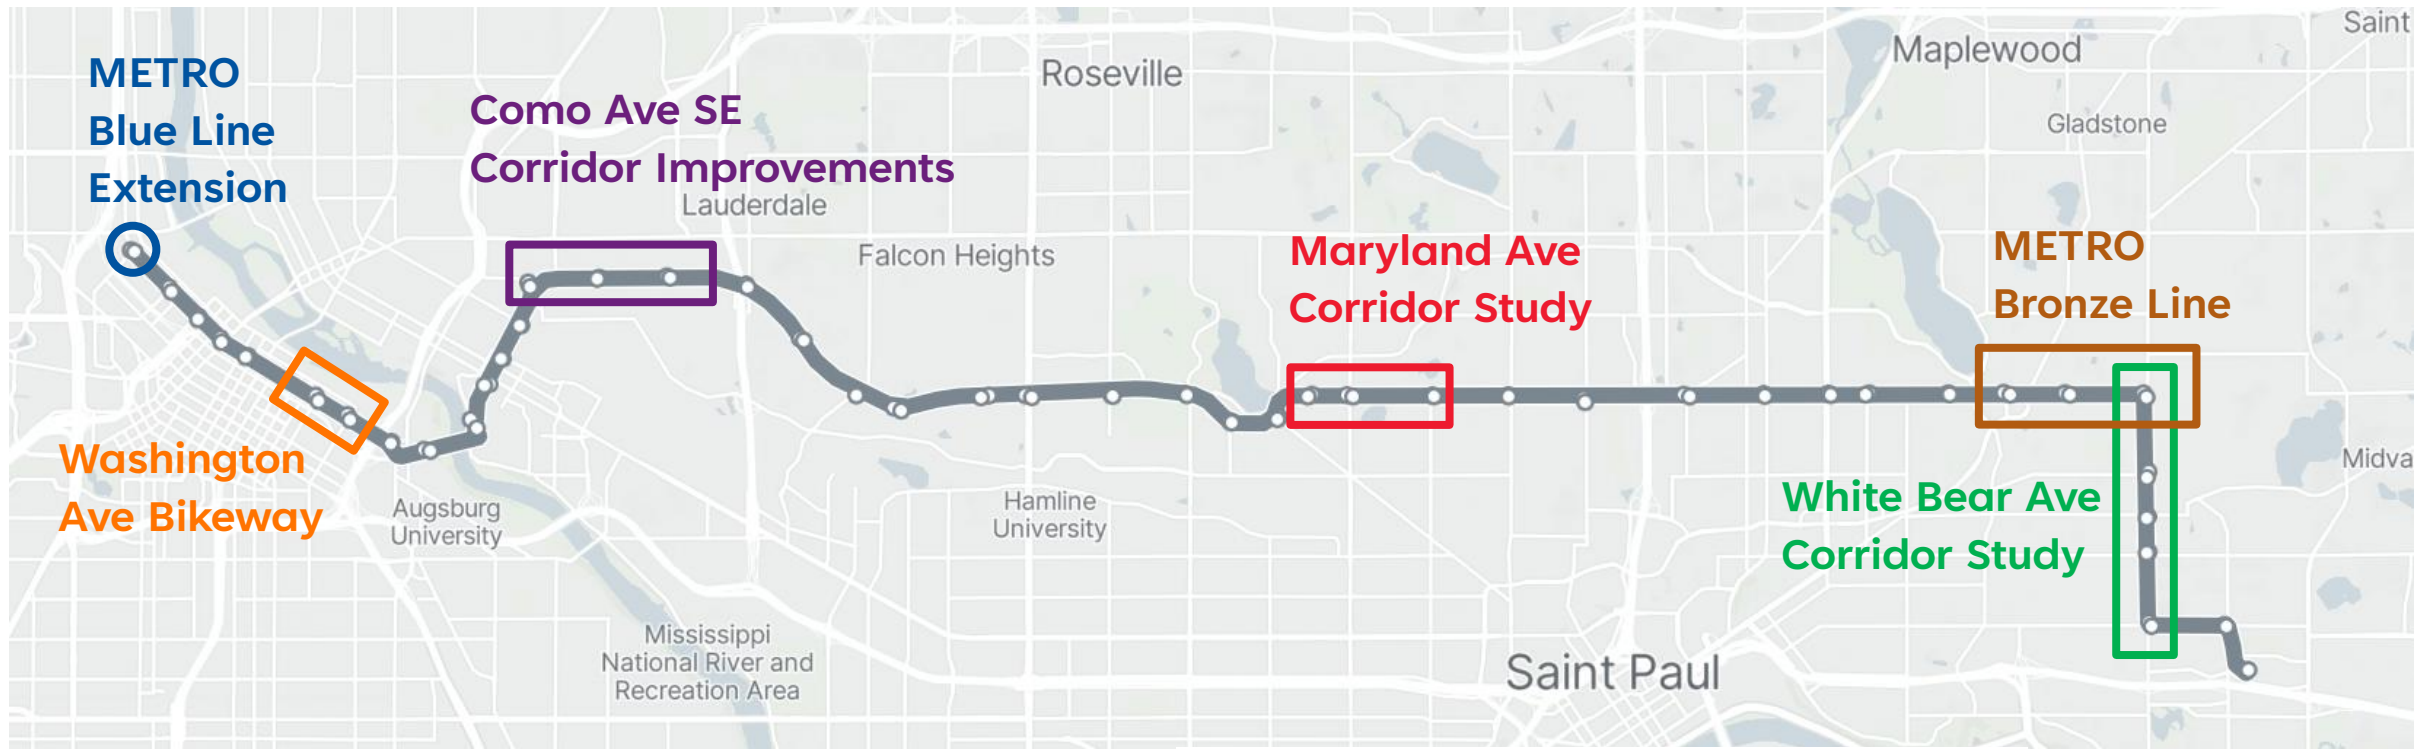 METRO
Blue Line
Extension
Como Ave SE
Corridor Improvements
Lauderdale
Roseville
Falcon Heights
Maryland Ave
Corridor Study
Maplewood
Saint
Gladstone
METRO
Bronze Line
Washington
Ave Bikeway
Augsburg
University
Hamline
University
White Bear Ave
Corridor Study
Midva
Mississippi
National River and
Recreation Area
Saint Paul